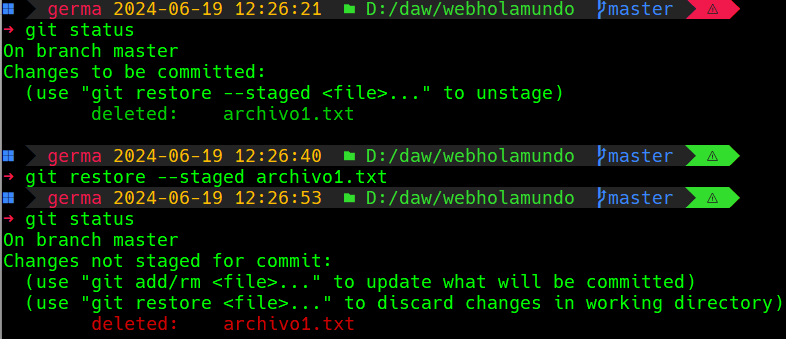 germa 2024-06-19 12:26:21 D:/daw/webholamundo master
➜ git status
On branch master
Changes to be committed:
  (use "git restore --staged <file>..." to unstage)
        deleted:    archivo1.txt
germa 2024-06-19 12:26:40 D:/daw/webholamundo master
➜ git restore --staged archivo1.txt
germa 2024-06-19 12:26:53 D:/daw/webholamundo master
➜ git status
On branch master
Changes not staged for commit:
  (use "git add/rm <file>..." to update what will be committed)
  (use "git restore <file>..." to discard changes in working directory)
        deleted:    archivo1.txt